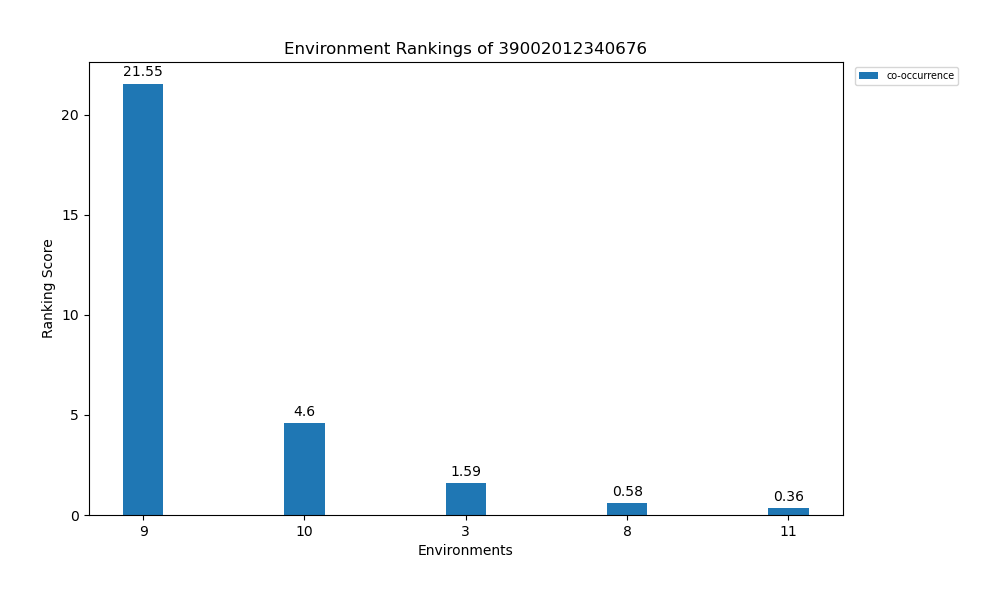 Environment Rankings of 39002012340676
co-occurrence
21.55
4.6
1.59
0.58
0.36
Ranking Score
20
15
10
5
0
9 10 3 8 11
Environments